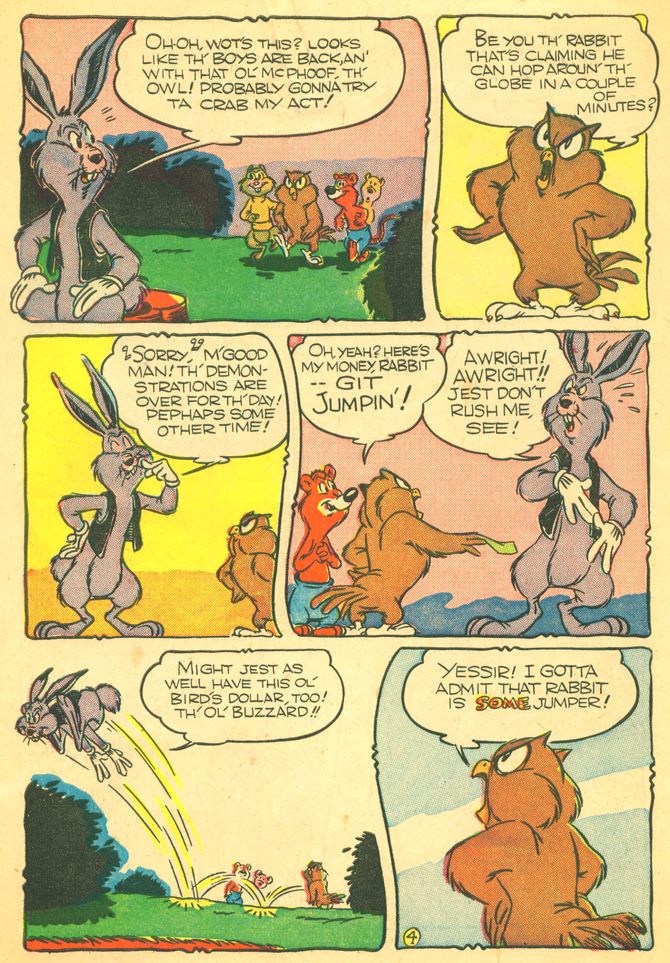 OH-OH, WOT'S THIS? LOOKS
LIKE TH' BOYS ARE BACK, AN'
WITH THAT OL' MCPHOOF, TH'
OWL! PROBABLY GONNA TRY
TA CRAB MY ACT!
BE YOU TH' RABBIT
THAT'S CLAIMING HE
CAN HOP AROUN' TH'
GLOBE IN A COUPLE
OF
MINUTES?
"SORRY," M'GOOD
MAN! TH' DEMON-
STRATIONS ARE
OVER FOR TH' DAY!
PEPHAPS SOME
OTHER TIME!
OH, YEAH? HERE'S
MY MONEY, RABBIT
-- GIT
JUMPIN'!
AWRIGHT!
AWRIGHT!!
JEST DON'T
RUSH ME,
SEE!
MIGHT JEST AS
WELL HAVE THIS OL'
BIRD'S DOLLAR, TOO!
TH' OL' BUZZARD!!
YESSIR! I GOTTA
ADMIT THAT RABBIT
IS SOME JUMPER!
4